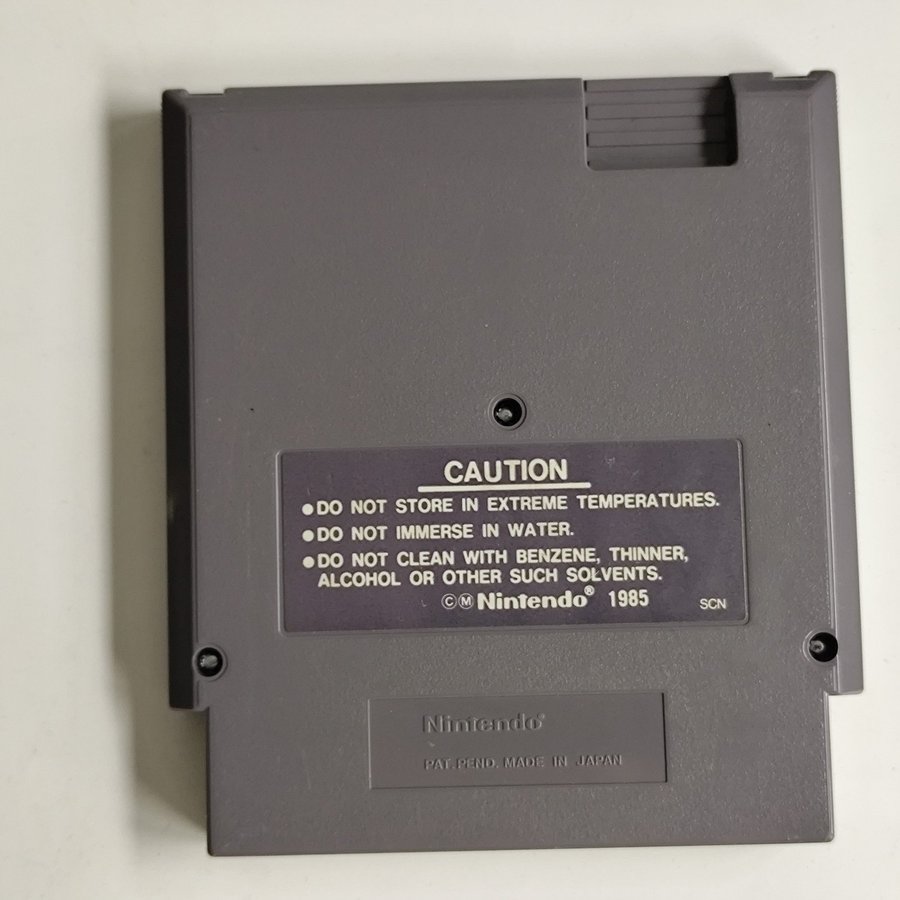 CAUTION
●DO NOT STORE IN EXTREME TEMPERATURES.
●DO NOT IMMERSE IN WATER.
●DO NOT CLEAN WITH BENZENE, THINNER,
ALCOHOL OR OTHER SUCH SOLVENTS.
ⒸⓂNintendo® 1985 SCN
Nintendo®
PAT. PEND. MADE IN JAPAN